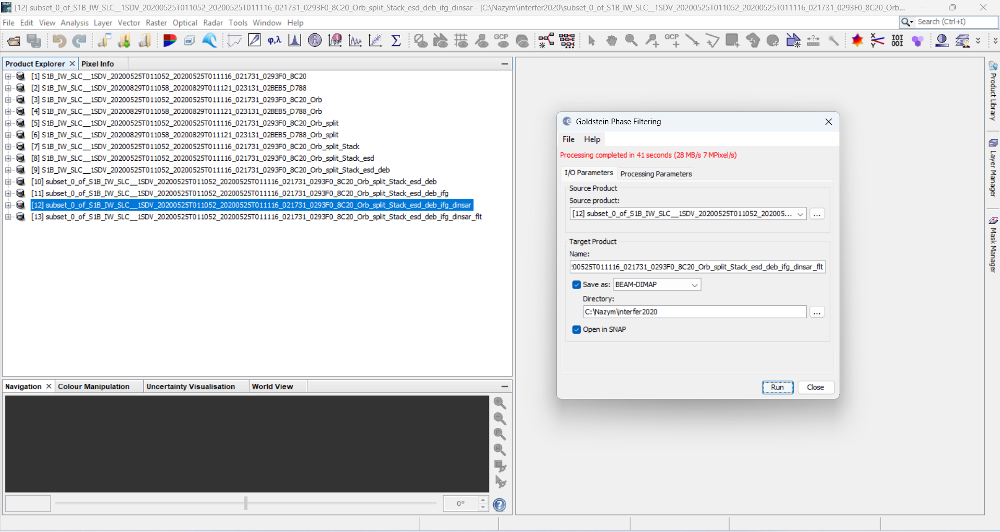 [12] subset_0_of_S1B_IW_SLC__1SDV_20200525T011052_20200525T011116_021731_0293F0_8C20_Orb_split_Stack_esd_deb_ifg_dinsar - [C:\Nazym\interfer2020\subset_0_of_S1B_IW_SLC__1SDV_20200525T011052_20200525T011116_021731_0293F0_8C20_Orb...
File Edit View Analysis Layer Vector Raster Optical Radar Tools Window Help
Search (Ctrl+I)
φ,λ Σ GCP GCP
Product Explorer Pixel Info
[1] S1B_IW_SLC__1SDV_20200525T011052_20200525T011116_021731_0293F0_8C20
[2] S1B_IW_SLC__1SDV_20200829T011058_20200829T011121_023131_02BEB5_D788
[3] S1B_IW_SLC__1SDV_20200525T011052_20200525T011116_021731_0293F0_8C20_Orb
[4] S1B_IW_SLC__1SDV_20200829T011058_20200829T011121_023131_02BEB5_D788_Orb
[5] S1B_IW_SLC__1SDV_20200525T011052_20200525T011116_021731_0293F0_8C20_Orb_split
[6] S1B_IW_SLC__1SDV_20200829T011058_20200829T011121_023131_02BEB5_D788_Orb_split
[7] S1B_IW_SLC__1SDV_20200525T011052_20200525T011116_021731_0293F0_8C20_Orb_split_Stack
[8] S1B_IW_SLC__1SDV_20200525T011052_20200525T011116_021731_0293F0_8C20_Orb_split_Stack_esd
[9] S1B_IW_SLC__1SDV_20200525T011052_20200525T011116_021731_0293F0_8C20_Orb_split_Stack_esd_deb
[10] subset_0_of_S1B_IW_SLC__1SDV_20200525T011052_20200525T011116_021731_0293F0_8C20_Orb_split_Stack_esd_deb
[11] subset_0_of_S1B_IW_SLC__1SDV_20200525T011052_20200525T011116_021731_0293F0_8C20_Orb_split_Stack_esd_deb_ifg
[12] subset_0_of_S1B_IW_SLC__1SDV_20200525T011052_20200525T011116_021731_0293F0_8C20_Orb_split_Stack_esd_deb_ifg_dinsar
[13] subset_0_of_S1B_IW_SLC__1SDV_20200525T011052_20200525T011116_021731_0293F0_8C20_Orb_split_Stack_esd_deb_ifg_dinsar_flt
Navigation Colour Manipulation Uncertainty Visualisation World View
0°
Goldstein Phase Filtering
File Help
Processing completed in 41 seconds (28 MB/s 7 MPixel/s)
I/O Parameters Processing Parameters
Source Product
Source product:
[12] subset_0_of_S1B_IW_SLC__1SDV_20200525T011052_202005...
...
Target Product
Name:
00525T011116_021731_0293F0_8C20_Orb_split_Stack_esd_deb_ifg_dinsar_flt
Save as: BEAM-DIMAP
Directory:
C:\Nazym\interfer2020
...
Open in SNAP
Run Close
Product Library
Layer Manager
Mask Manager